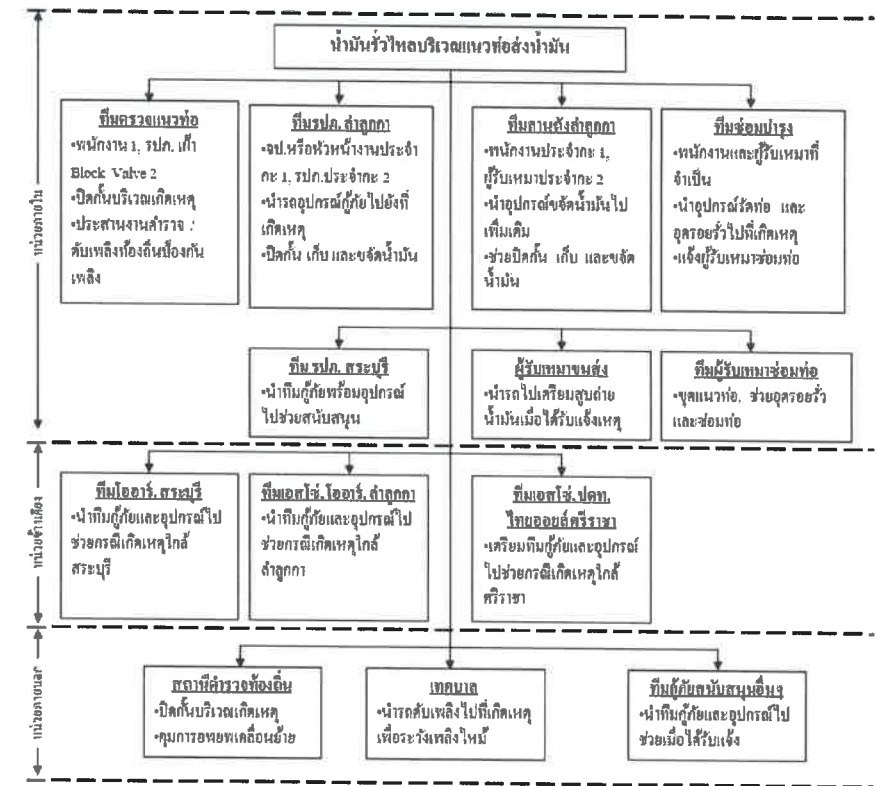 น้ำมันรั่วไหลบริเวณแนวท่อส่งน้ำมัน
หน่วยภายใน
ทีมตรวจแนวท่อ
•พนักงาน 1, รปภ. เก๋า
Block Valve 2
•ปิดกั้นบริเวณเกิดเหตุ
•ประสานงานตำรวจ /
ดับเพลิงท้องถิ่นป้องกัน
เพลิง
ทีมรปภ. ลำลูกกา
•จป.หรือหัวหน้างานประจำ
กะ 1, รปภ.ประจำกะ 2
•นำรถอุปกรณ์กู้ภัยไปยังที่
เกิดเหตุ
•ปิดกั้น เก็บ และขจัดน้ำมัน
ทีมลานถังลำลูกกา
•พนักงานประจำกะ 1,
ผู้รับเหมาประจำกะ 2
•นำอุปกรณ์ขจัดน้ำมันไป
เพิ่มเติม
•ช่วยปิดกั้น เก็บ และขจัด
น้ำมัน
ทีมซ่อมบำรุง
•พนักงานและผู้รับเหมาที่
จำเป็น
•นำอุปกรณ์รัดท่อ และ
อุดรอยรั่วไปที่เกิดเหตุ
•แจ้งผู้รับเหมาซ่อมท่อ
ทีม รปภ. สระบุรี
•นำทีมกู้ภัยพร้อมอุปกรณ์
ไปช่วยสนับสนุน
ผู้รับเหมาขนส่ง
•นำรถไปเตรียมสูบถ่าย
น้ำมันเมื่อได้รับแจ้งเหตุ
ทีมผู้รับเหมาซ่อมท่อ
•ขุดแนวท่อ, ช่วยอุดรอยรั่ว
และซ่อมท่อ
หน่วยข้างเคียง
ทีมโออาร์. สระบุรี
•นำทีมกู้ภัยและอุปกรณ์ไป
ช่วยกรณีเกิดเหตุใกล้
สระบุรี
ทีมเอสโซ่, โออาร์. ลำลูกกา
•นำทีมกู้ภัยและอุปกรณ์ไป
ช่วยกรณีเกิดเหตุใกล้
ลำลูกกา
ทีมเอสโซ่, ปตท.
ไทยออยล์ศรีราชา
•เตรียมทีมกู้ภัยและอุปกรณ์
ไปช่วยกรณีเกิดเหตุใกล้
ศรีราชา
หน่วยภายนอก
สถานีตำรวจท้องถิ่น
•ปิดกั้นบริเวณเกิดเหตุ
•คุมการอพยพเคลื่อนย้าย
เทศบาล
•นำรถดับเพลิงไปที่เกิดเหตุ
เพื่อระวังเพลิงไหม้
ทีมกู้ภัยสนับสนุนอื่นๆ
•นำทีมกู้ภัยและอุปกรณ์ไป
ช่วยเมื่อได้รับแจ้ง